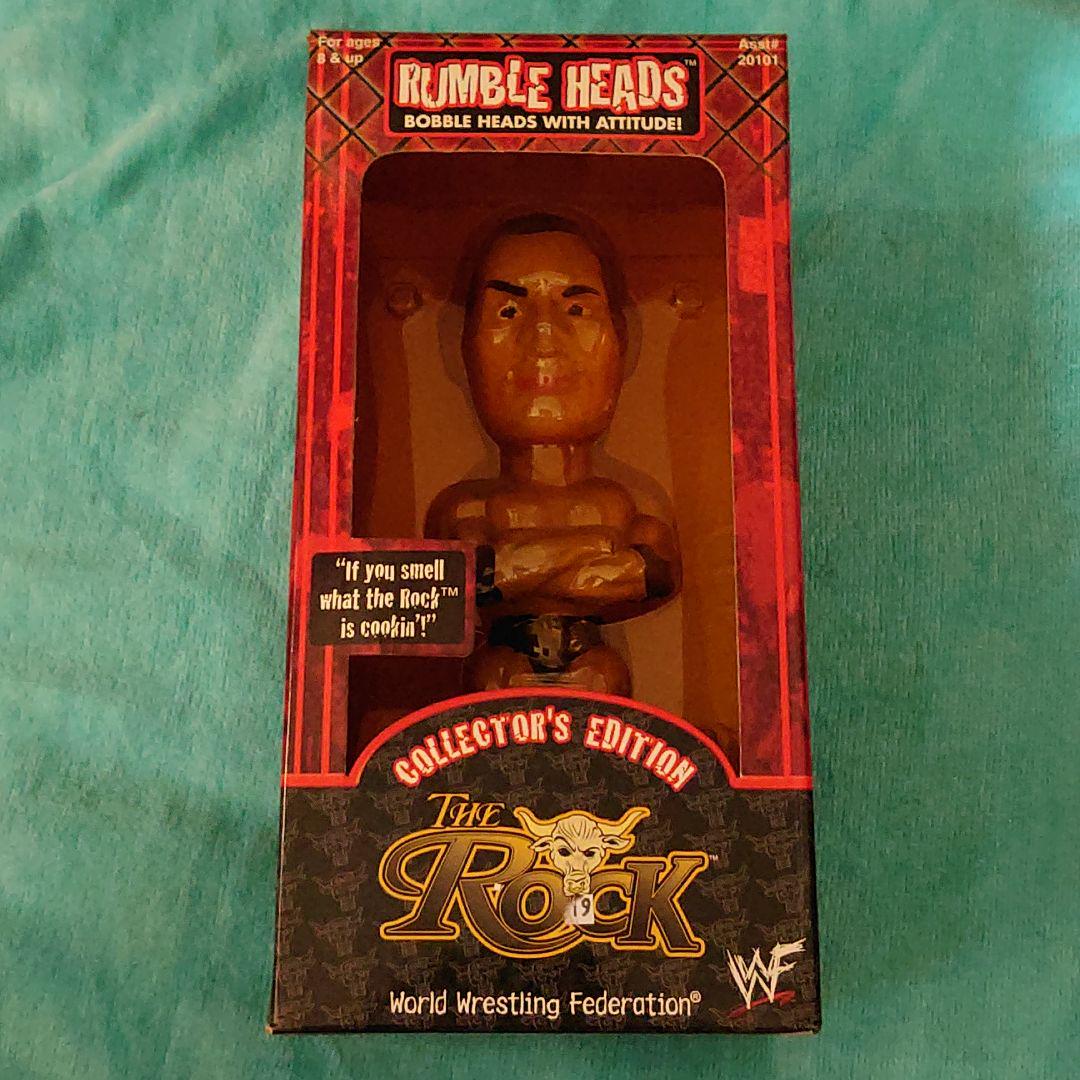 For ages
8 & up
Asst#
20101
RUMBLE HEADS™
BOBBLE HEADS WITH ATTITUDE!
“If you smell
what the Rock™
is cookin’!”
COLLECTOR'S EDITION
THE
ROCK™
19
WF
World Wrestling Federation®